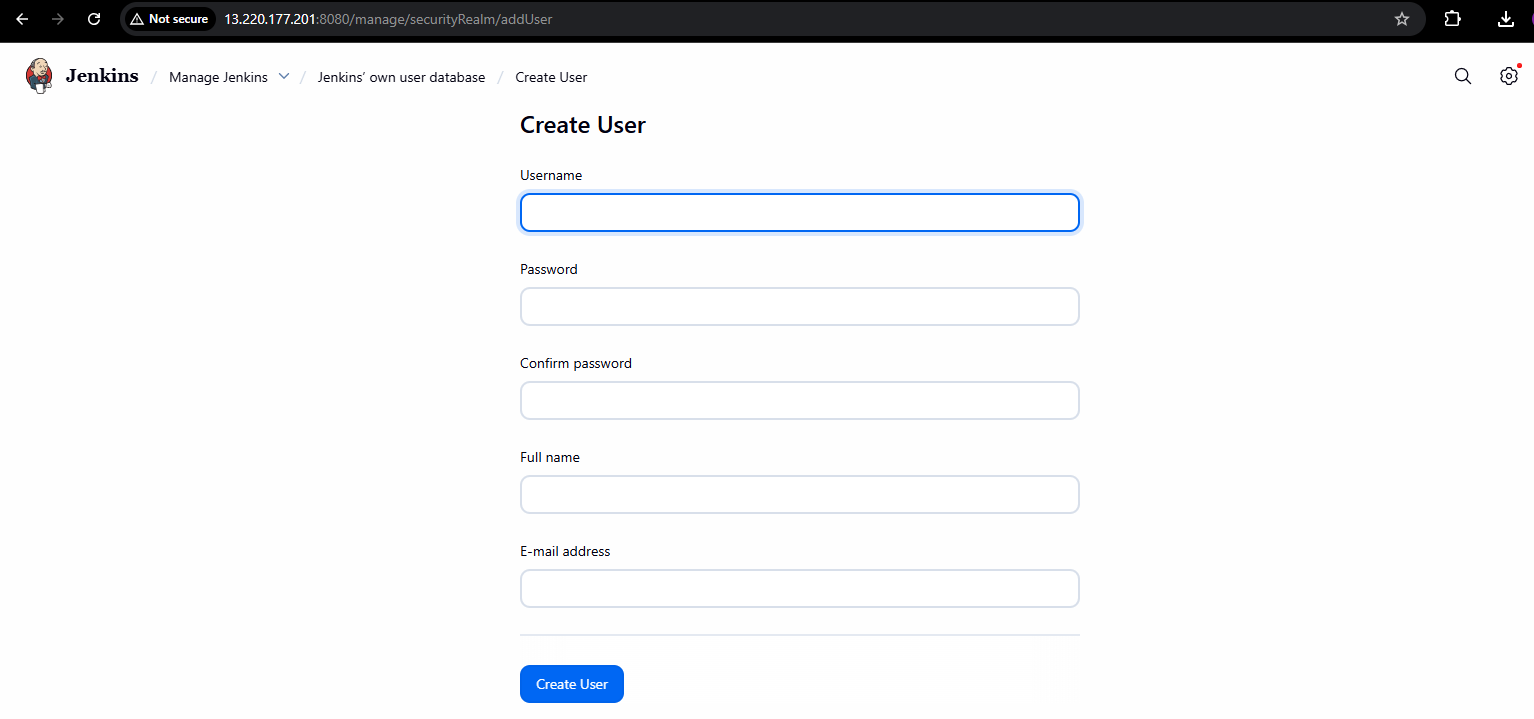 Not secure 13.220.177.201:8080/manage/securityRealm/addUser
Jenkins / Manage Jenkins / Jenkins’ own user database / Create User
Create User
Username
Password
Confirm password
Full name
E-mail address
Create User